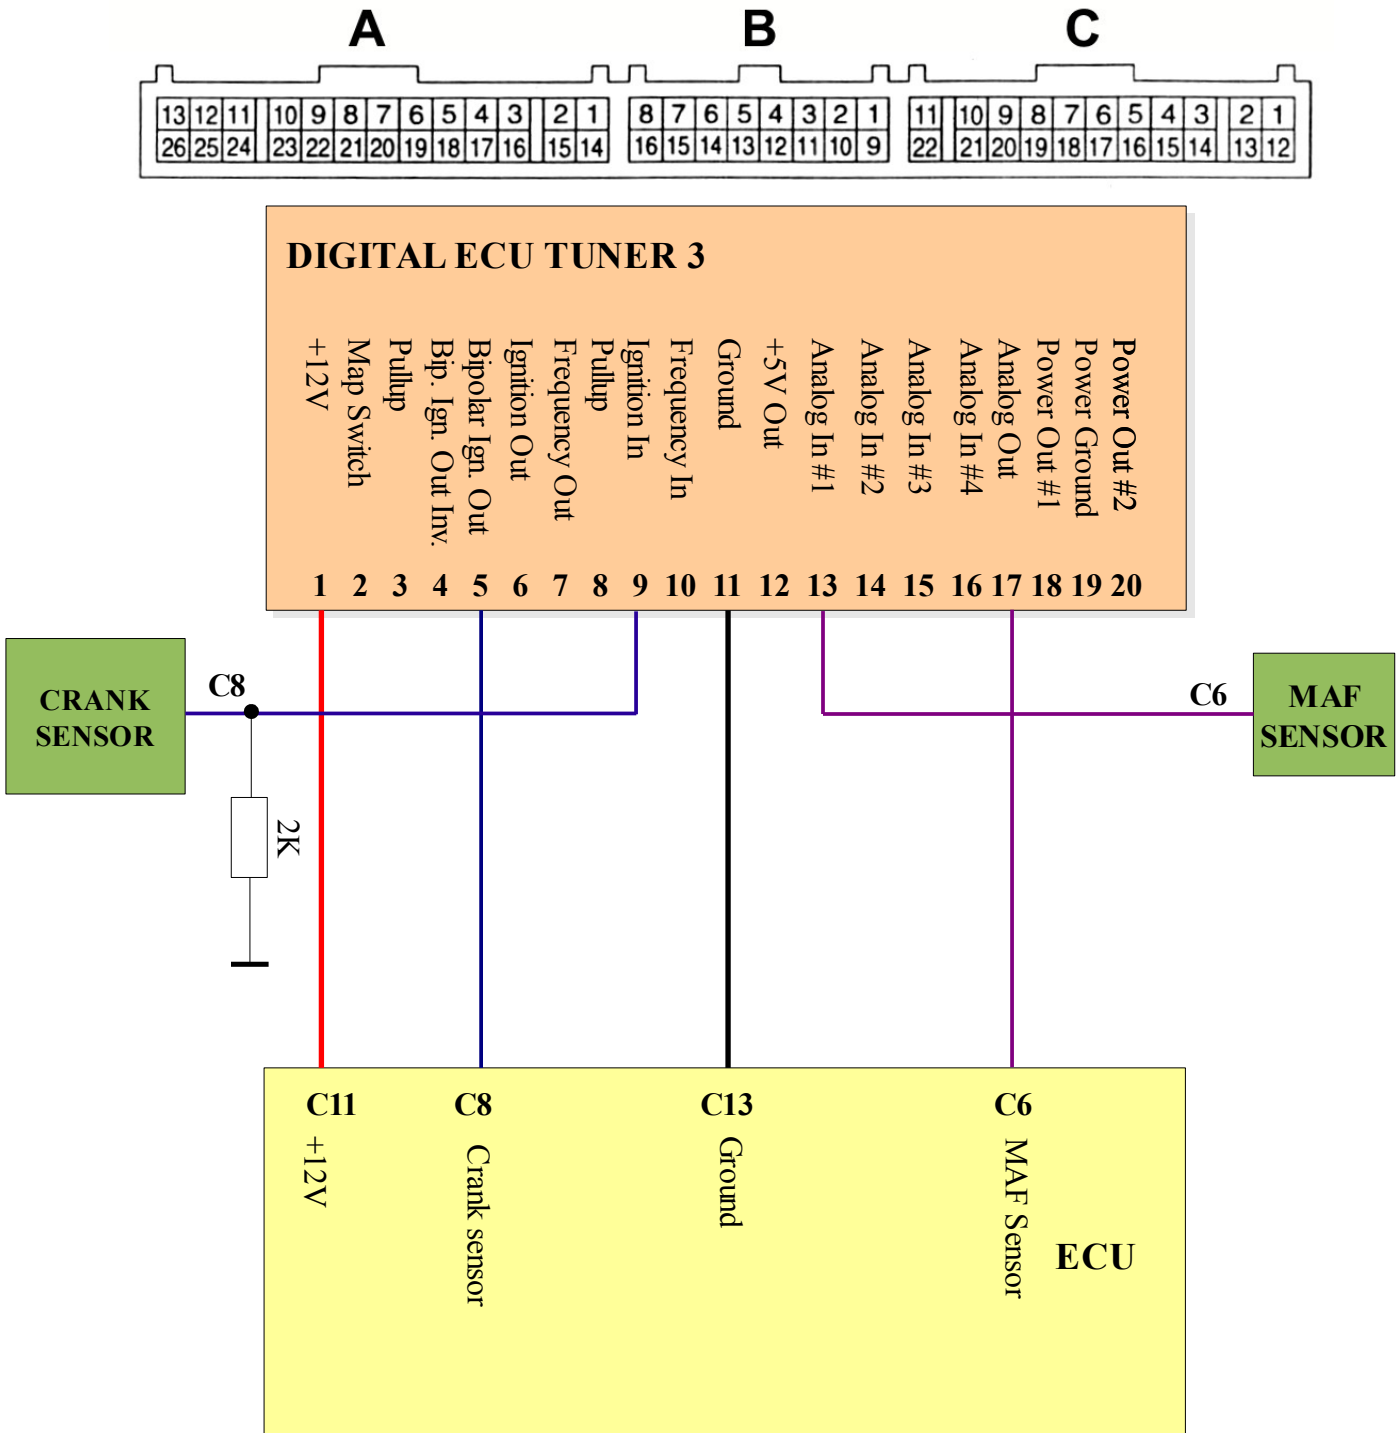 A B C
13 12 11 10 9 8 7 6 5 4 3 2 1 8 7 6 5 4 3 2 1 11 10 9 8 7 6 5 4 3 2 1
26 25 24 23 22 21 20 19 18 17 16 15 14 16 15 14 13 12 11 10 9 22 21 20 19 18 17 16 15 14 13 12
DIGITAL ECU TUNER 3
+12V
Map Switch
Pullup
Bip. Ign. Out Inv.
Bipolar Ign. Out
Ignition Out
Frequency Out
Pullup
Ignition In
Frequency In
Ground
+5V Out
Analog In #1
Analog In #2
Analog In #3
Analog In #4
Analog Out
Power Out #1
Power Ground
Power Out #2
1 2 3 4 5 6 7 8 9 10 11 12 13 14 15 16 17 18 19 20
CRANK
SENSOR
C8
C6
MAF
SENSOR
2K
C11 C8 C13 C6
+12V
Crank sensor
Ground
MAF Sensor
ECU